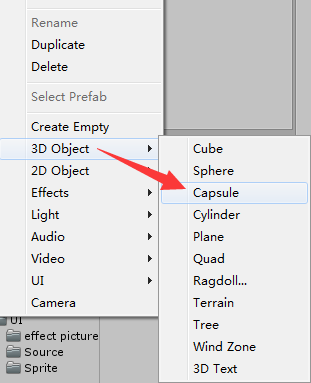 Rename
Duplicate
Delete
Select Prefab
Create Empty
3D Object
2D Object
Effects
Light
Audio
Video
UI
Camera
Cube
Sphere
Capsule
Cylinder
Plane
Quad
Ragdoll...
Terrain
Tree
Wind Zone
3D Text
UI
effect picture
Source
Sprite